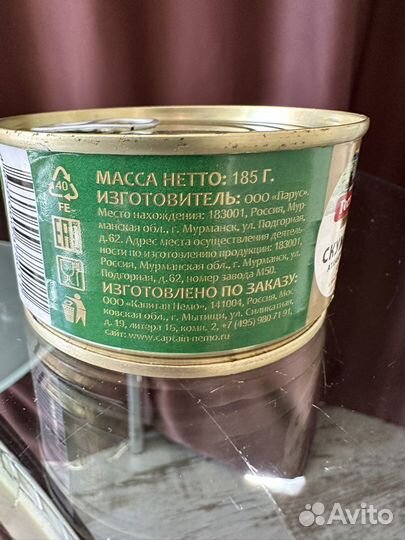 МАССА НЕТТО: 185 Г.
ИЗГОТОВИТЕЛЬ: ООО «Парус».
Место нахождения: 183001, Россия, Мур-
манская обл., г. Мурманск, ул. Подгорная,
д.62. Адрес места осуществления деятель-
ности по изготовлению продукции: 183001,
Россия, Мурманская обл., г. Мурманск, ул.
Подгорная, д.62, номер завода М50.
ИЗГОТОВЛЕНО ПО ЗАКАЗУ:
ООО «Капитан Немо», 141004, Россия, Мос-
ковская обл., г. Мытищи, ул. Силикатная,
д. 19, литера 1Б, комн. 2, +7 (495) 980 71 91,
сайт: www.captain-nemo.ru
40
FE
EAC
Avito